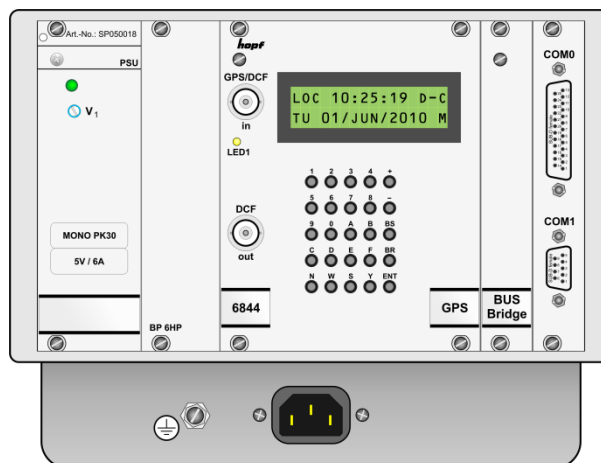 Art.-No.: SP050018
PSU
V1
MONO PK30
5V / 6A
BP 6HP
hopf
GPS/DCF
in
LED1
DCF
out
6844
LOC 10:25:19 D-C
TU 01/JUN/2010 M
1 2 3 4 +
5 6 7 8 −
9 0 A B BS
C D E F BR
N W S Y ENT
GPS
BUS
Bridge
COM0
COM1